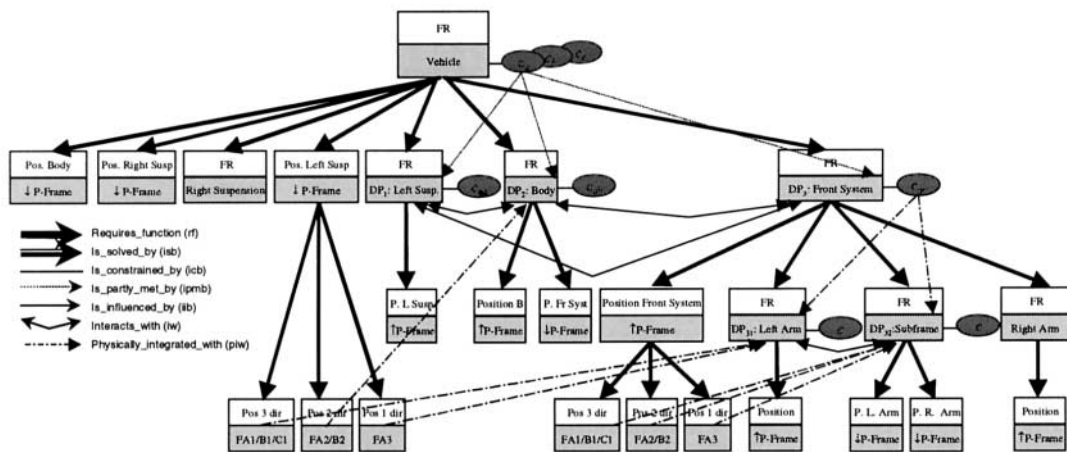 FR
Vehicle
Pos. Body
↓ P-Frame
Pos. Right Susp
↓ P-Frame
FR
Right Suspension
Pos. Left Susp
↓ P-Frame
FR
DP₁: Left Susp.
FR
DP₂: Body
FR
DP₃: Front System
Requires_function (rf)
Is_solved_by (isb)
Is_constrained_by (icb)
Is_partly_met_by (ipmb)
Is_influenced_by (iib)
Interacts_with (iw)
Physically_integrated_with (piw)
P. L Susp
↑P-Frame
Position B
↑P-Frame
P. Fr Syst
↓P-Frame
Position Front System
↑P-Frame
FR
DP₃₁: Left Arm
c
FR
DP₃₂:Subframe
c
FR
Right Arm
Pos 3 dir
FA1/B1/C1
Pos 2 dir
FA2/B2
Pos 1 dir
FA3
Pos 3 dir
FA1/B1/C1
Pos 2 dir
FA2/B2
Pos 1 dir
FA3
Position
↑P-Frame
P. L. Arm
↓P-Frame
P. R. Arm
↓P-Frame
Position
↑P-Frame